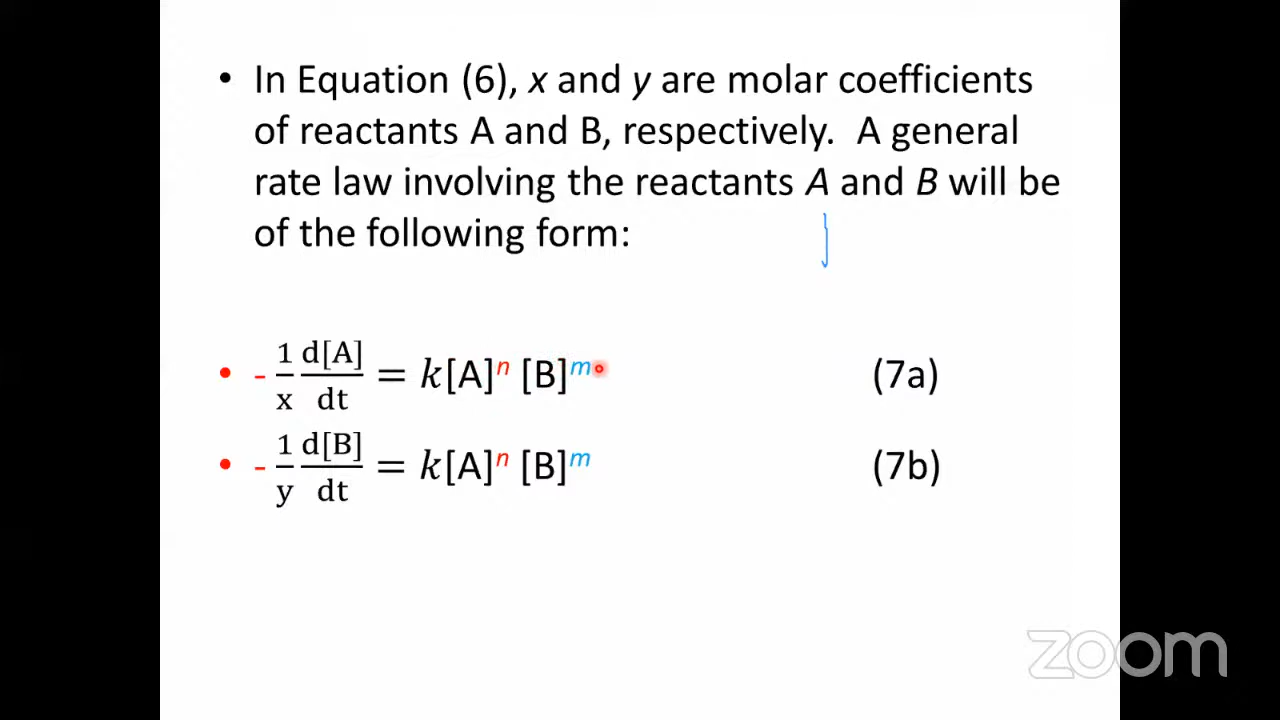 • In Equation (6), x and y are molar coefficients
of reactants A and B, respectively. A general
rate law involving the reactants A and B will be
of the following form:
• - 1/x d[A]/dt = k[A]ⁿ [B]ᵐ (7a)
• - 1/y d[B]/dt = k[A]ⁿ [B]ᵐ (7b)
zoom